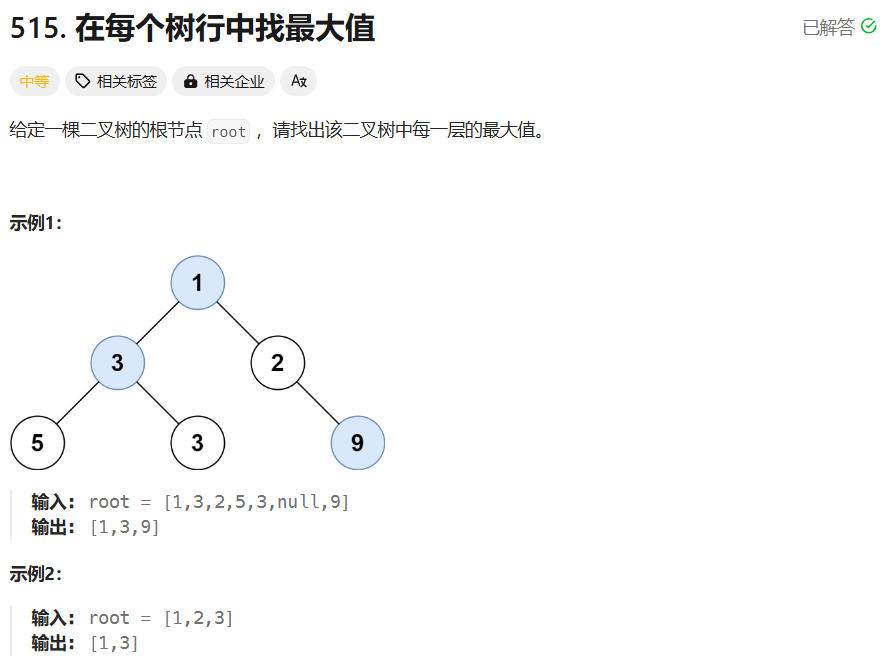 515. 在每个树行中找最大值
已解答
中等 相关标签 相关企业 Ax
给定一棵二叉树的根节点 root ，请找出该二叉树中每一层的最大值。
示例1：
1
3 2
5 3 9
输入： root = [1,3,2,5,3,null,9]
输出： [1,3,9]
示例2：
输入： root = [1,2,3]
输出： [1,3]